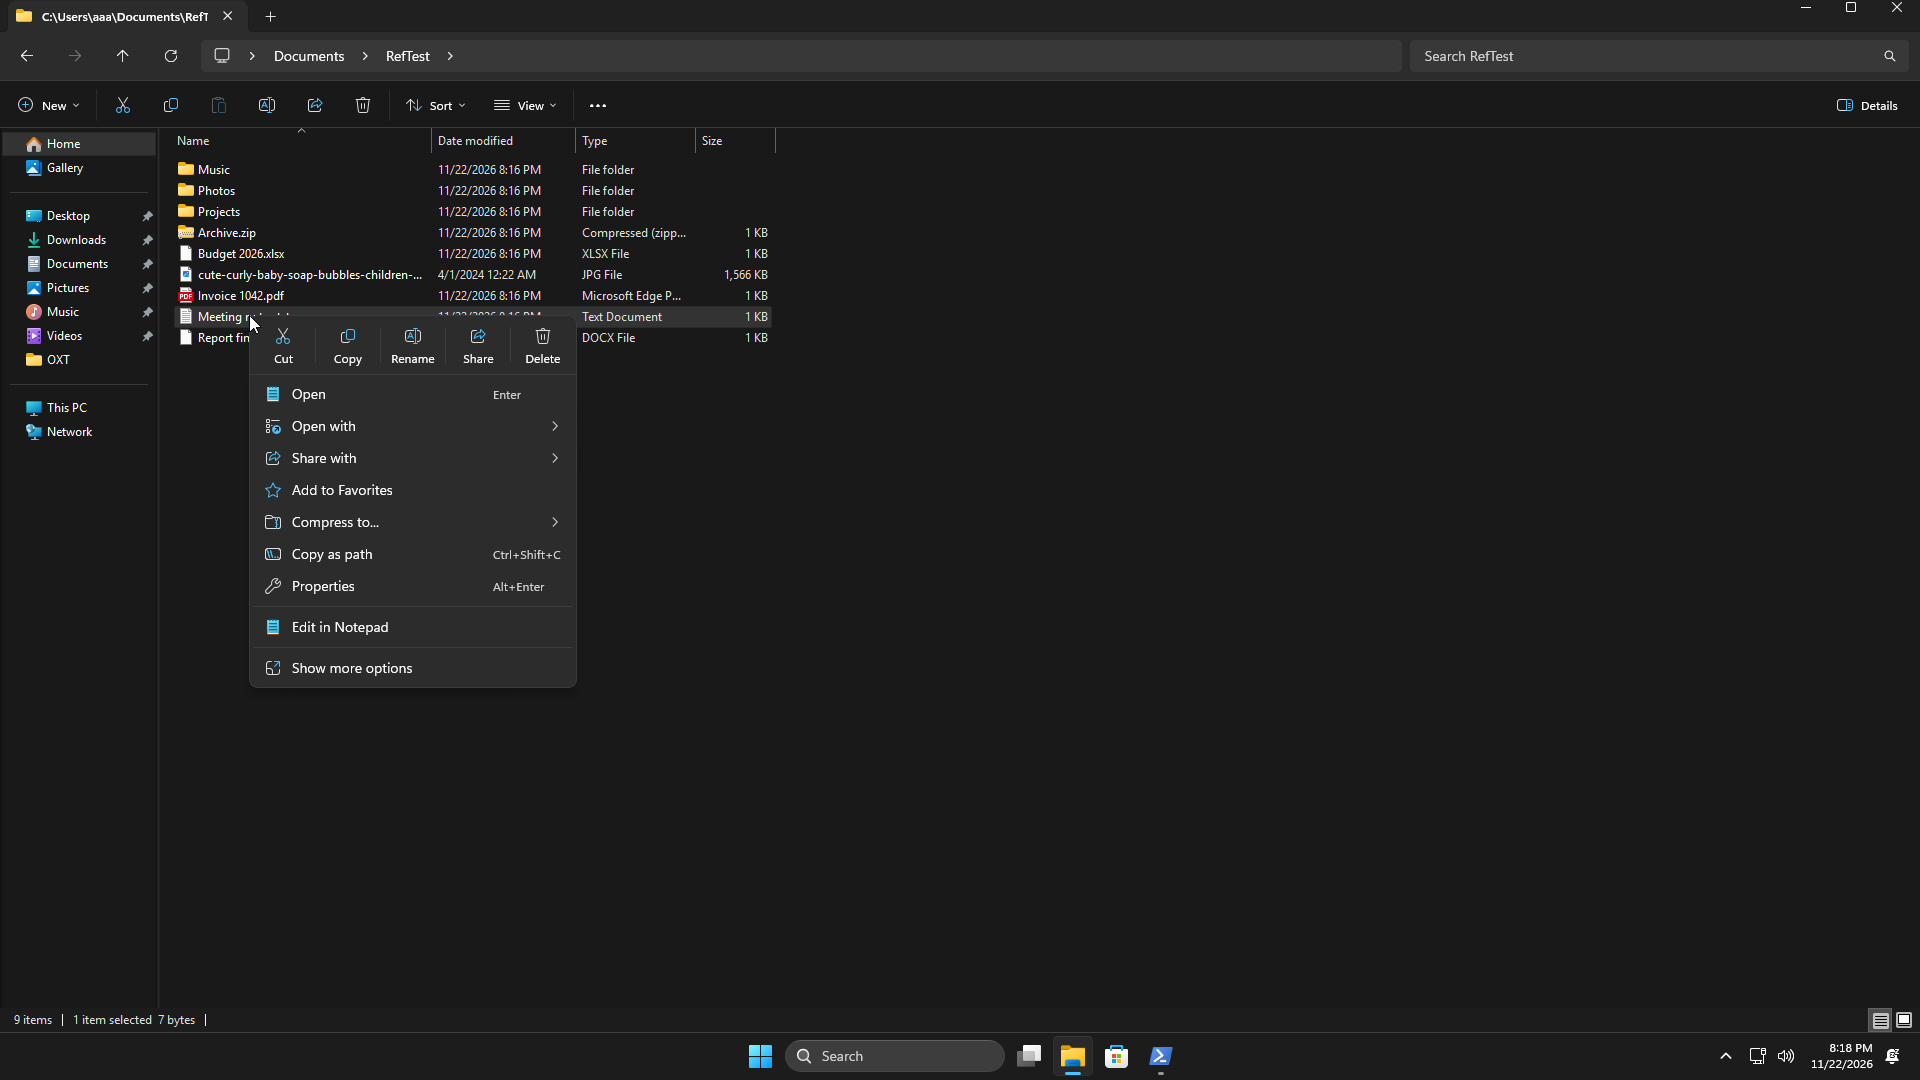 C:\Users\aaa\Documents\RefT
Documents RefTest
Search RefTest
New Sort View Details
Name Date modified Type Size
Home
Gallery
Desktop
Downloads
Documents
Pictures
Music
Videos
OXT
This PC
Network
Music 11/22/2026 8:16 PM File folder
Photos 11/22/2026 8:16 PM File folder
Projects 11/22/2026 8:16 PM File folder
Archive.zip 11/22/2026 8:16 PM Compressed (zipp... 1 KB
Budget 2026.xlsx 11/22/2026 8:16 PM XLSX File 1 KB
cute-curly-baby-soap-bubbles-children-... 4/1/2024 12:22 AM JPG File 1,566 KB
PDF Invoice 1042.pdf 11/22/2026 8:16 PM Microsoft Edge P... 1 KB
Meeting Text Document 1 KB
Report DOCX File 1 KB
Cut Copy Rename Share Delete
Open Enter
Open with
Share with
Add to Favorites
Compress to...
Copy as path Ctrl+Shift+C
Properties Alt+Enter
Edit in Notepad
Show more options
9 items 1 item selected 7 bytes
Search
8:18 PM
11/22/2026